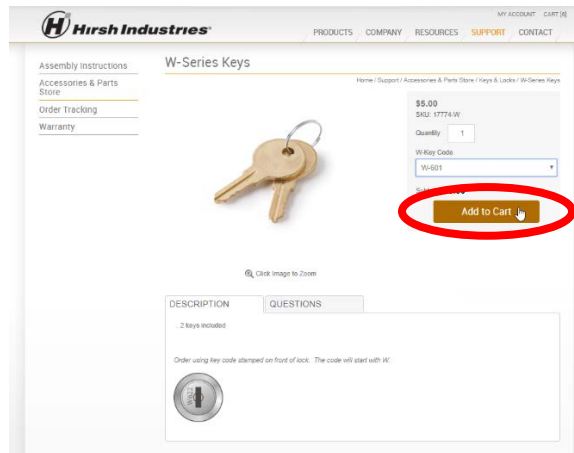 MY ACCOUNT CART [6]
H Hirsh Industries
PRODUCTS COMPANY RESOURCES SUPPORT CONTACT
Assembly Instructions
Accessories & Parts
Store
Order Tracking
Warranty
W-Series Keys
Home / Support / Accessories & Parts Store / Keys & Locks / W-Series Keys
$5.00
SKU: 17774-W
Quantity 1
W-Key Code
W-601
Add to Cart
Click Image to Zoom
DESCRIPTION QUESTIONS
2 keys included
Order using key code stamped on front of lock. The code will start with W.